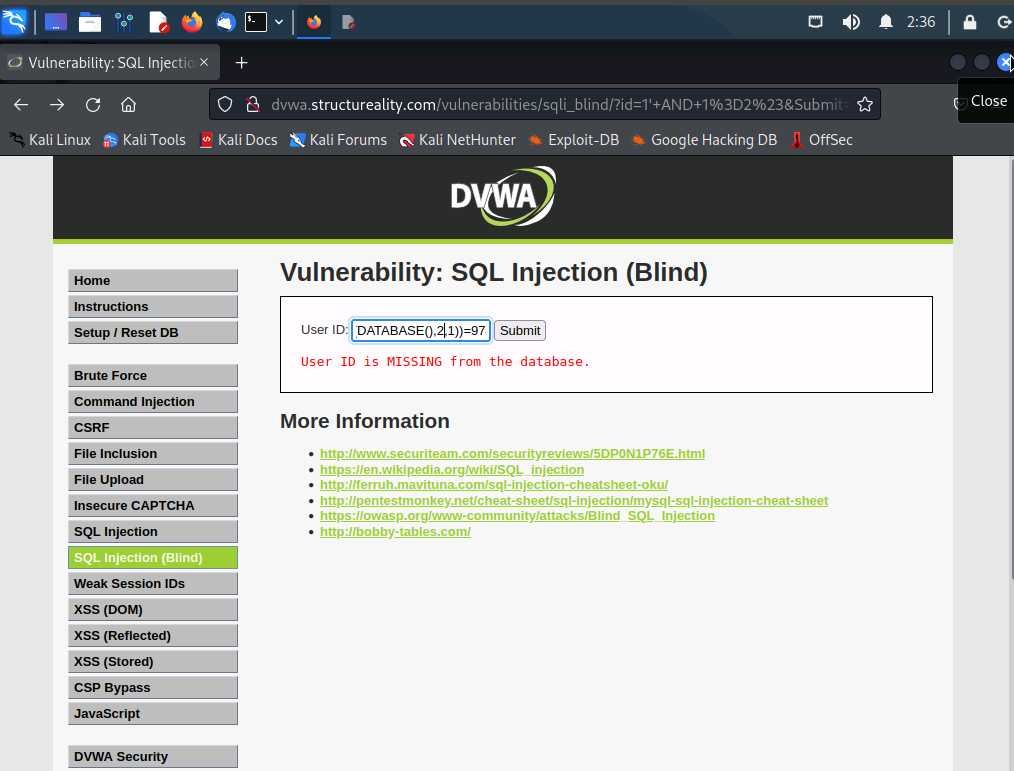 2:36
Vulnerability: SQL Injectio
Close
dvwa.structureality.com/vulnerabilities/sqli_blind/?id=1'+AND+1%3D2%23&Submit=
Kali Linux Kali Tools Kali Docs Kali Forums Kali NetHunter Exploit-DB Google Hacking DB OffSec
DVWA
Home
Instructions
Setup / Reset DB
Brute Force
Command Injection
CSRF
File Inclusion
File Upload
Insecure CAPTCHA
SQL Injection
SQL Injection (Blind)
Weak Session IDs
XSS (DOM)
XSS (Reflected)
XSS (Stored)
CSP Bypass
JavaScript
DVWA Security
Vulnerability: SQL Injection (Blind)
User ID: (DATABASE(),2,1))=97 Submit
User ID is MISSING from the database.
More Information
http://www.securiteam.com/securityreviews/5DP0N1P76E.html
https://en.wikipedia.org/wiki/SQL_injection
http://ferruh.mavituna.com/sql-injection-cheatsheet-oku/
http://pentestmonkey.net/cheat-sheet/sql-injection/mysql-sql-injection-cheat-sheet
https://owasp.org/www-community/attacks/Blind_SQL_Injection
http://bobby-tables.com/